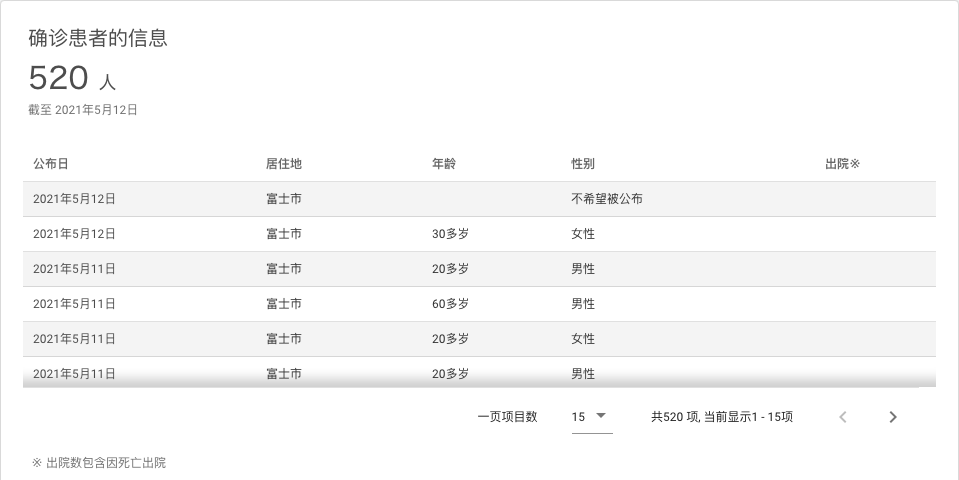 确诊患者的信息
520 人
截至 2021年5月12日
公布日 居住地 年龄 性别 出院※
2021年5月12日 富士市 不希望被公布
2021年5月12日 富士市 30多岁 女性
2021年5月11日 富士市 20多岁 男性
2021年5月11日 富士市 60多岁 男性
2021年5月11日 富士市 20多岁 女性
2021年5月11日 富士市 20多岁 男性
一页项目数 15 共520 项, 当前显示1 - 15项
※ 出院数包含因死亡出院